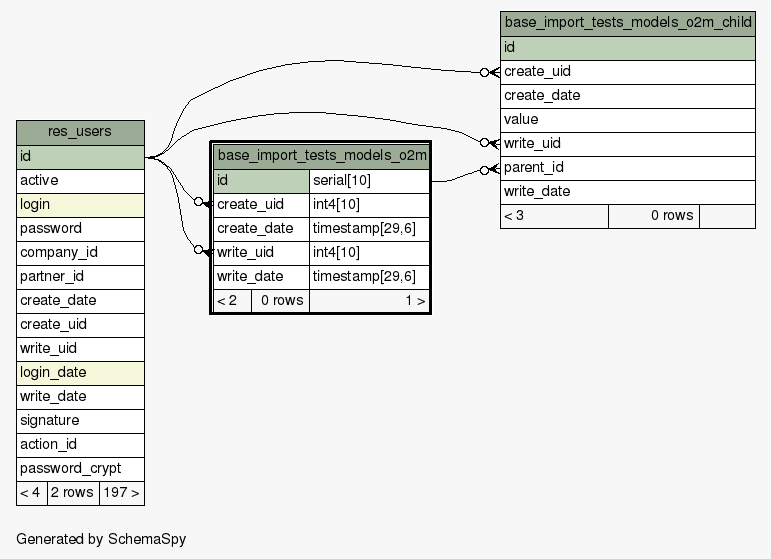 base_import_tests_models_o2m_child
id
create_uid
create_date
value
write_uid
parent_id
write_date
< 3 0 rows
res_users
id
active
login
password
company_id
partner_id
create_date
create_uid
write_uid
login_date
write_date
signature
action_id
password_crypt
< 4 2 rows 197 >
base_import_tests_models_o2m
id serial[10]
create_uid int4[10]
create_date timestamp[29,6]
write_uid int4[10]
write_date timestamp[29,6]
< 2 0 rows 1 >
Generated by SchemaSpy